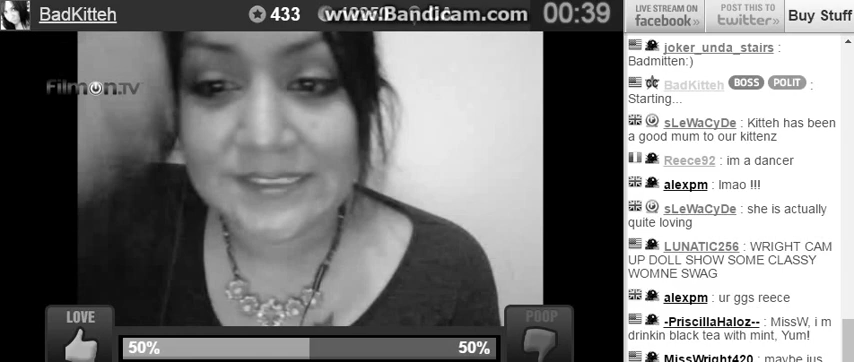 BadKitteh
433
www.Bandicam.com
00:39
LIVE STREAM ON
facebook»
POST THIS TO
twitter»
Buy Stuff
FilmOn.TV
joker_unda_stairs :
Badmitten:)
BadKitteh BOSS POLIT :
Starting...
sLeWaCyDe : Kitteh has been
a good mum to our kittenz
Reece92 : im a dancer
alexpm : lmao !!!
sLeWaCyDe : she is actually
quite loving
LUNATIC256 : WRIGHT CAM
UP DOLL SHOW SOME CLASSY
WOMNE SWAG
alexpm : ur ggs reece
-PriscillaHaloz-- : MissW, i m
drinkin black tea with mint, Yum!
MissWright420 : maybe jus
LOVE
POOP
50%
50%